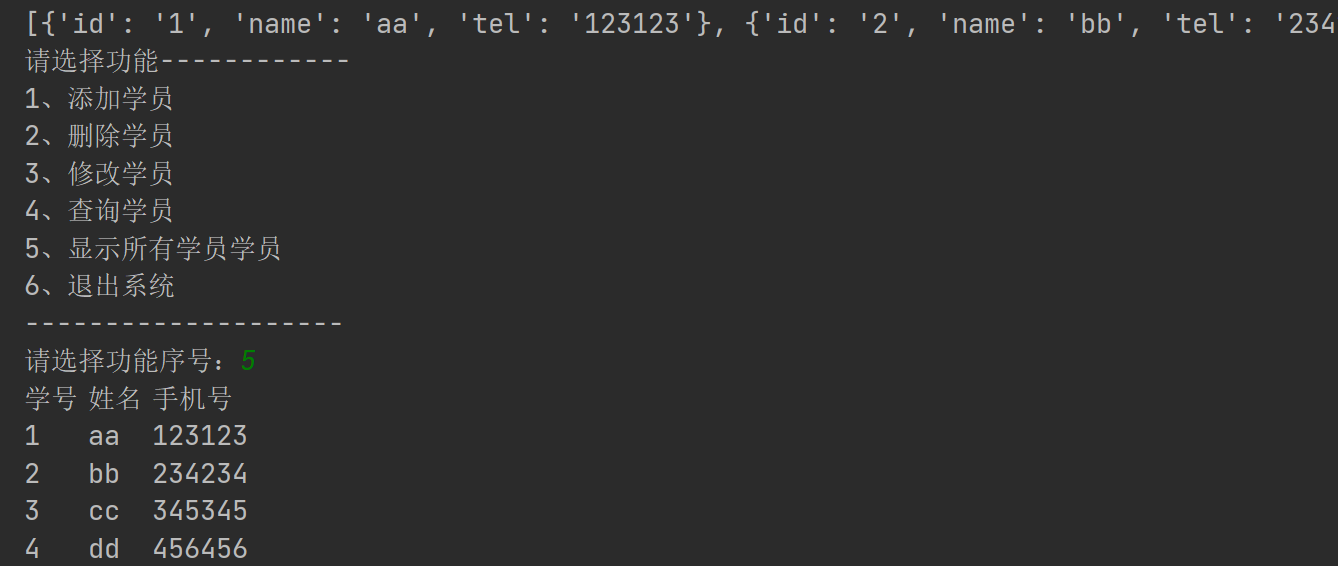 [{'id': '1', 'name': 'aa', 'tel': '123123'}, {'id': '2', 'name': 'bb', 'tel': '234
请选择功能------------
1、添加学员
2、删除学员
3、修改学员
4、查询学员
5、显示所有学员学员
6、退出系统
--------------------
请选择功能序号：5
学号 姓名 手机号
1 aa 123123
2 bb 234234
3 cc 345345
4 dd 456456